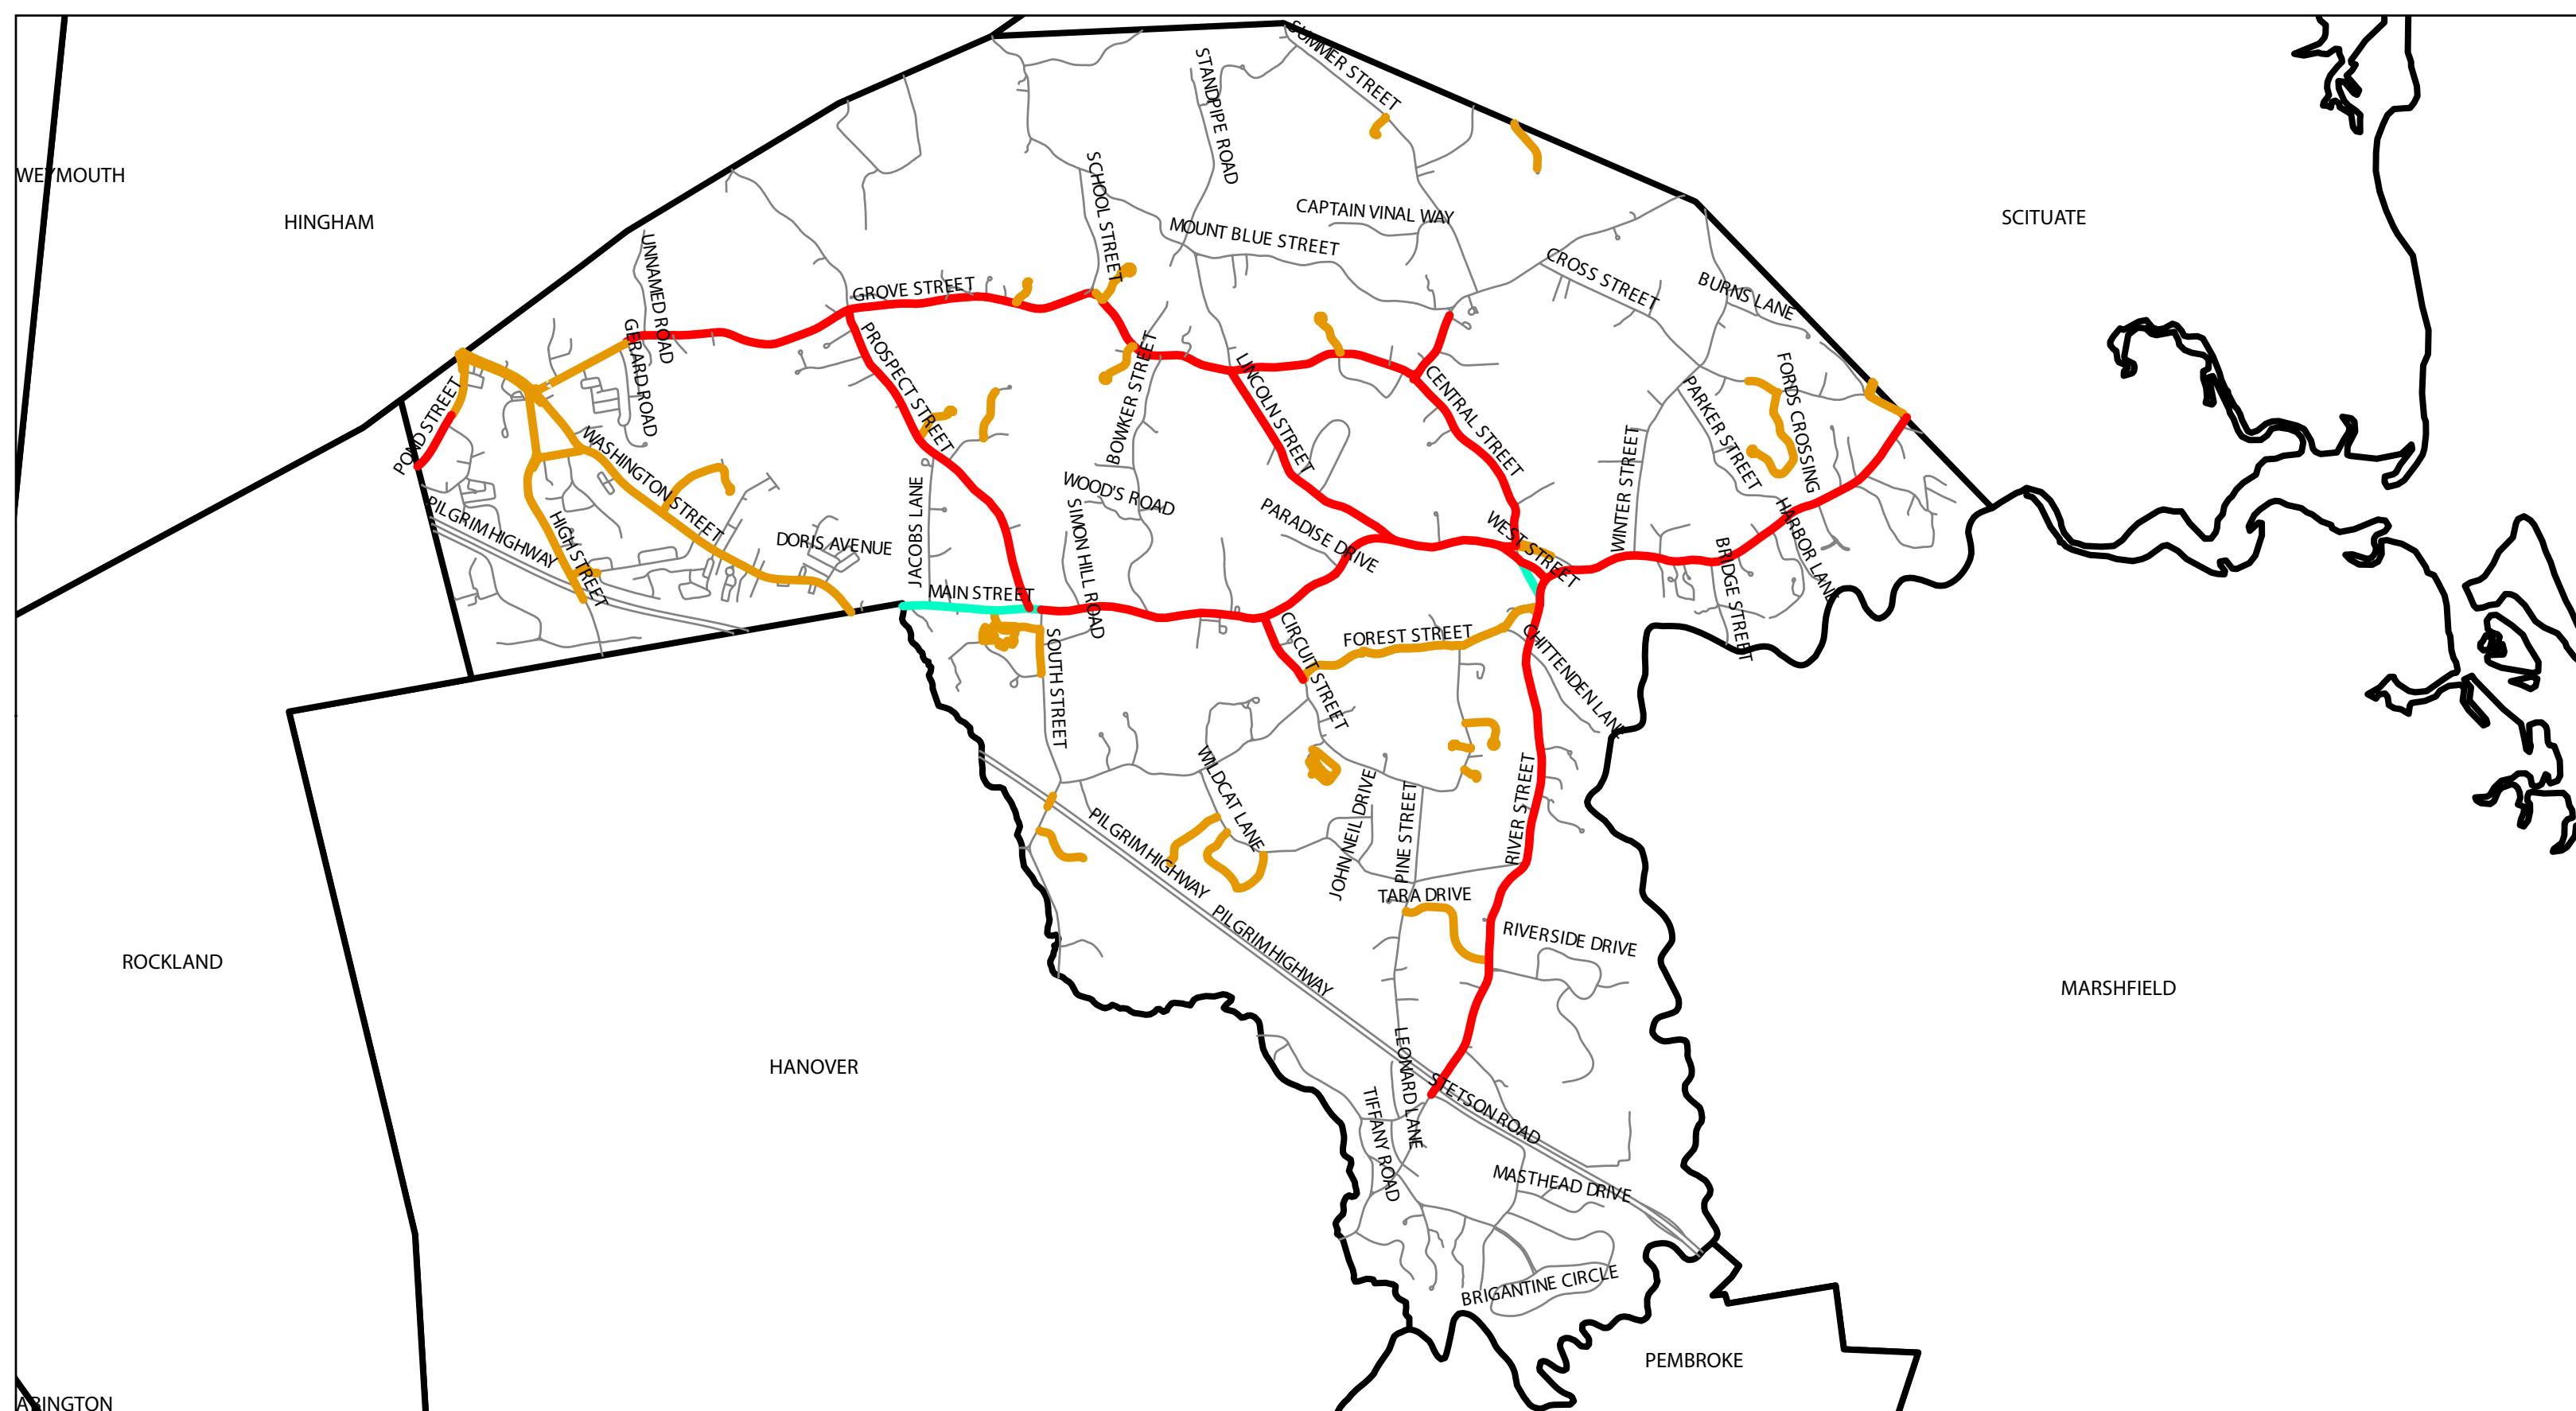 SUMMER STREET
STANDPIPE ROAD
WEYMOUTH
HINGHAM
SCHOOL STREET
CAPTAIN VINAL WAY
SCITUATE
MOUNT BLUE STREET
UNNAMED ROAD
CROSS STREET
BURNS LANE
GROVE STREET
GERARD ROAD
PROSPECT STREET
BOWKER STREET
LINCOLN STREET
CENTRAL STREET
FORDS CROSSING
PARKER STREET
POND STREET
WASHINGTON STREET
WINTER STREET
WOOD'S ROAD
JACOBS LANE
SIMON HILL ROAD
PARADISE DRIVE
WEST STREET
HARBOR LANE
PILGRIM HIGHWAY
HIGH STREET
DORIS AVENUE
BRIDGE STREET
MAIN STREET
SOUTH STREET
CIRCUIT STREET
FOREST STREET
CHITTENDEN LANE
WILDCAT LANE
RIVER STREET
JOHN NEIL DRIVE
PINE STREET
PILGRIM HIGHWAY
TARA DRIVE
PILGRIM HIGHWAY
RIVERSIDE DRIVE
ROCKLAND
MARSHFIELD
HANOVER
LEONARD LANE
STETSON ROAD
TIFFANY ROAD
MASTHEAD DRIVE
BRIGANTINE CIRCLE
PEMBROKE
ABINGTON